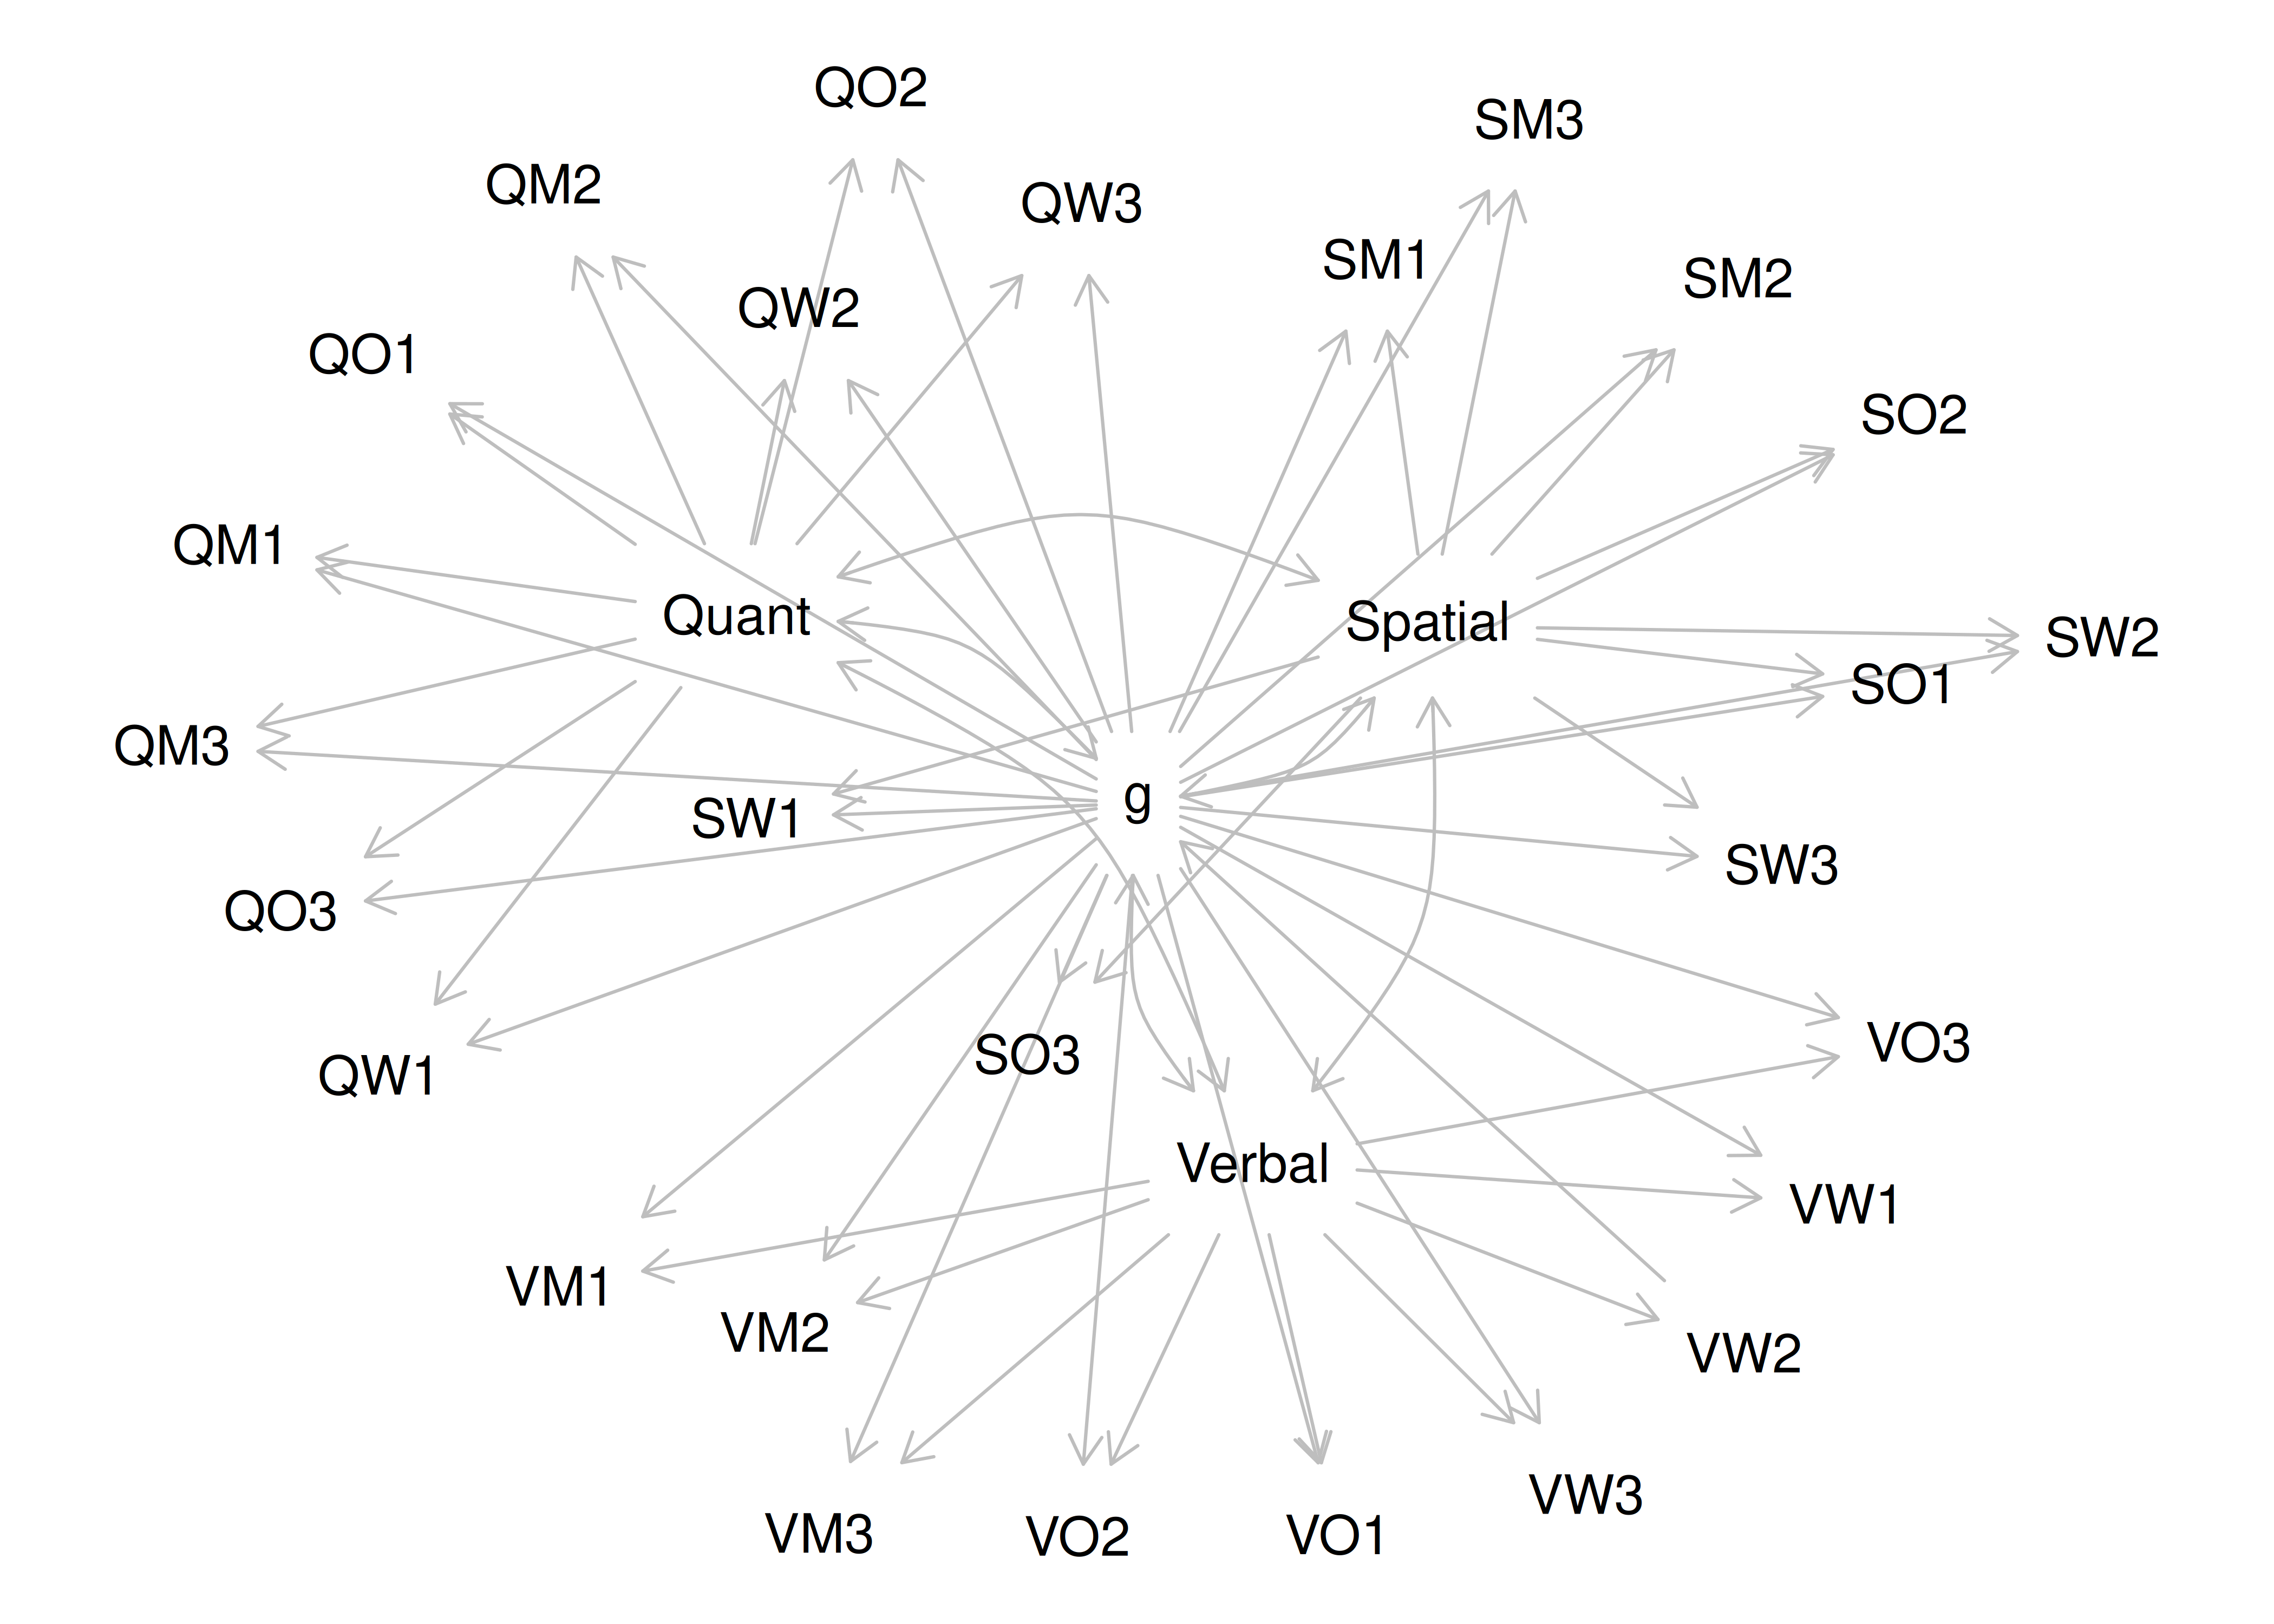 QO2
SM3
QM2
QW3
SM1
SM2
QW2
QO1
SO2
QM1
Quant
Spatial
SW2
SO1
QM3
g
SW1
SW3
QO3
VO3
SO3
QW1
Verbal
VW1
VM1
VM2
VW2
VW3
VM3
VO2
VO1